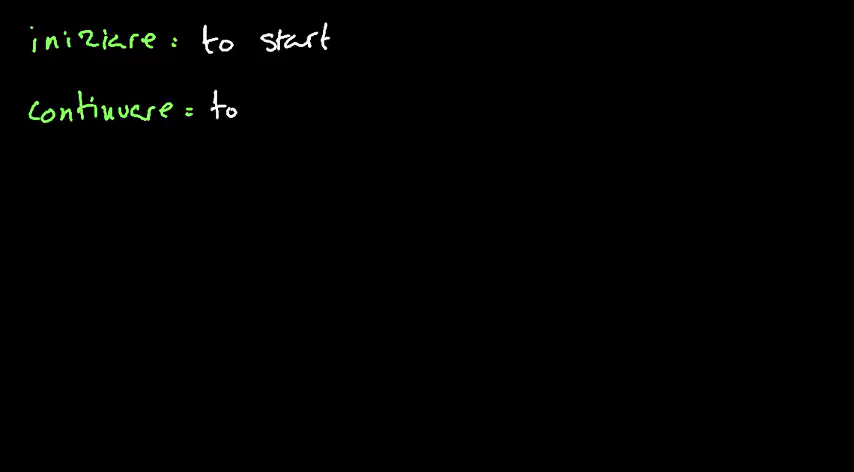 iniziare : to start
continuare = to